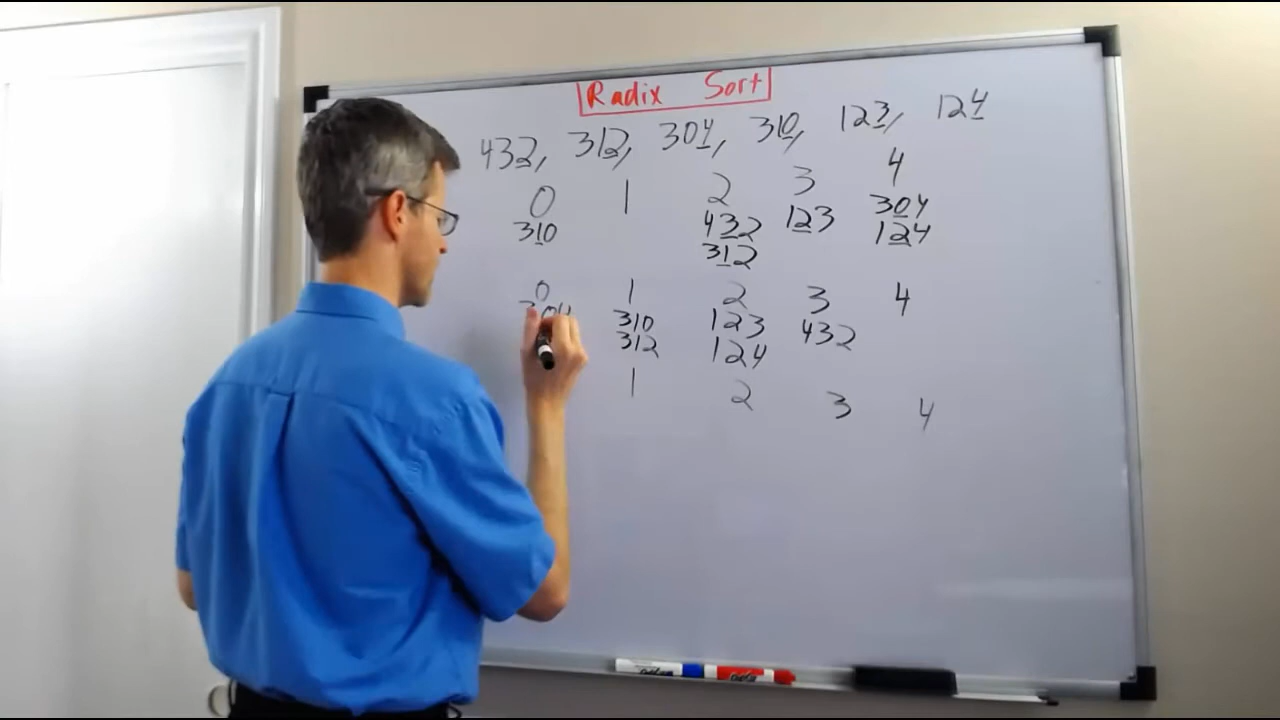 Radix Sort
432, 312, 304, 310, 123, 124
0 1 2 3 4
310 432 123 304
312 124
0 1 2 3 4
310 123 432
312 124
1 2 3 4